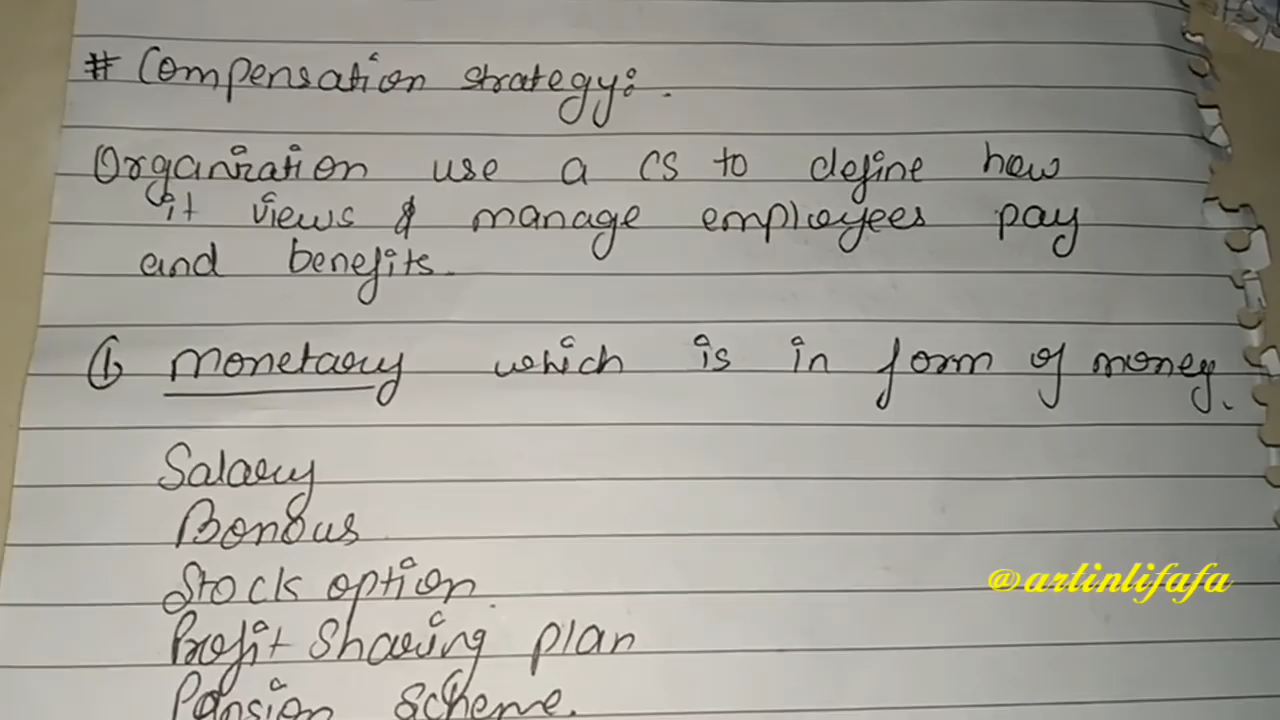 # Compensation strategy:.
Organization use a CS to define how
it views & manage employees pay
and benefits.
① Monetary which is in form of money.
Salary
Bonous
Stock option.
Profit Sharing plan
Pansion Scheme.
@artinlifafa